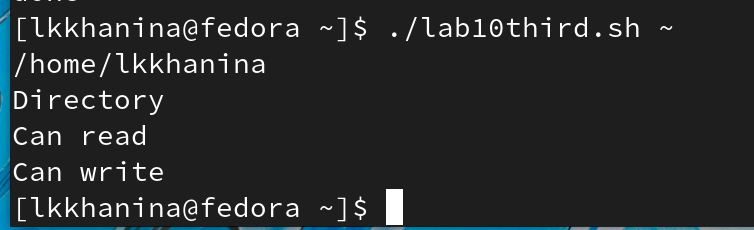 [lkkhanina@fedora ~]$ ./lab10third.sh ~
/home/lkkhanina
Directory
Can read
Can write
[lkkhanina@fedora ~]$